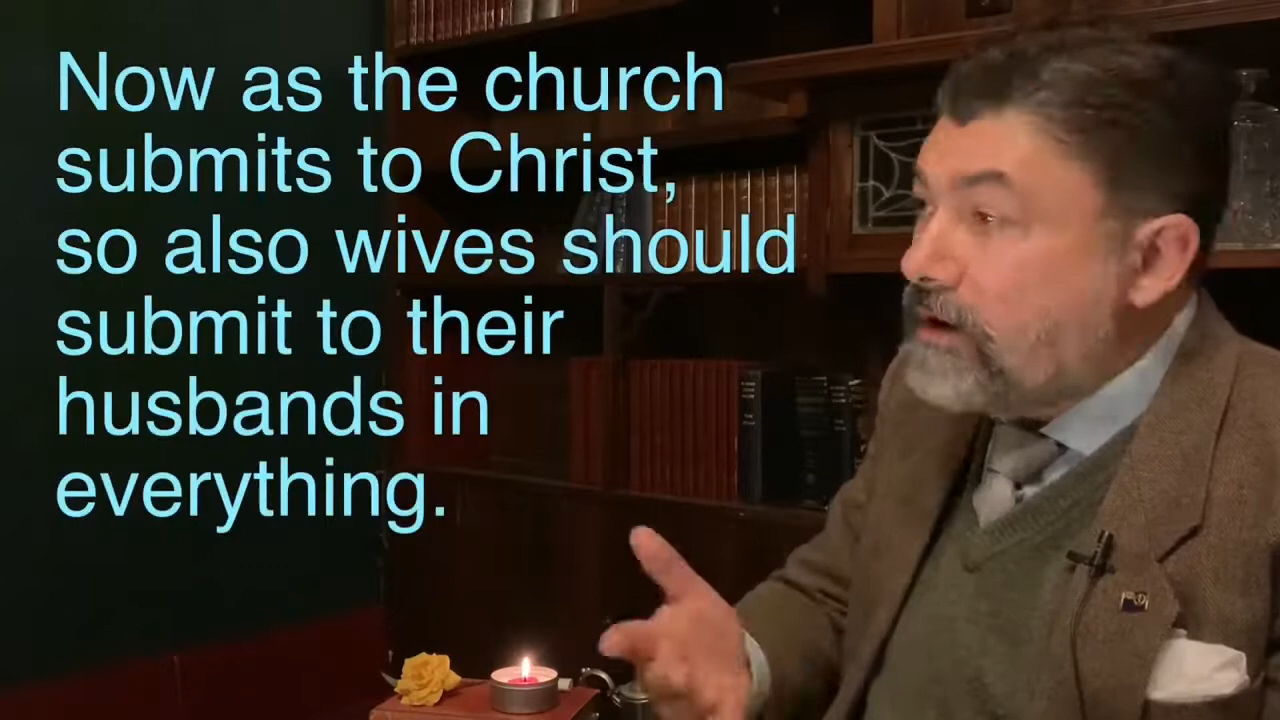 Now as the church
submits to Christ,
so also wives should
submit to their
husbands in
everything.